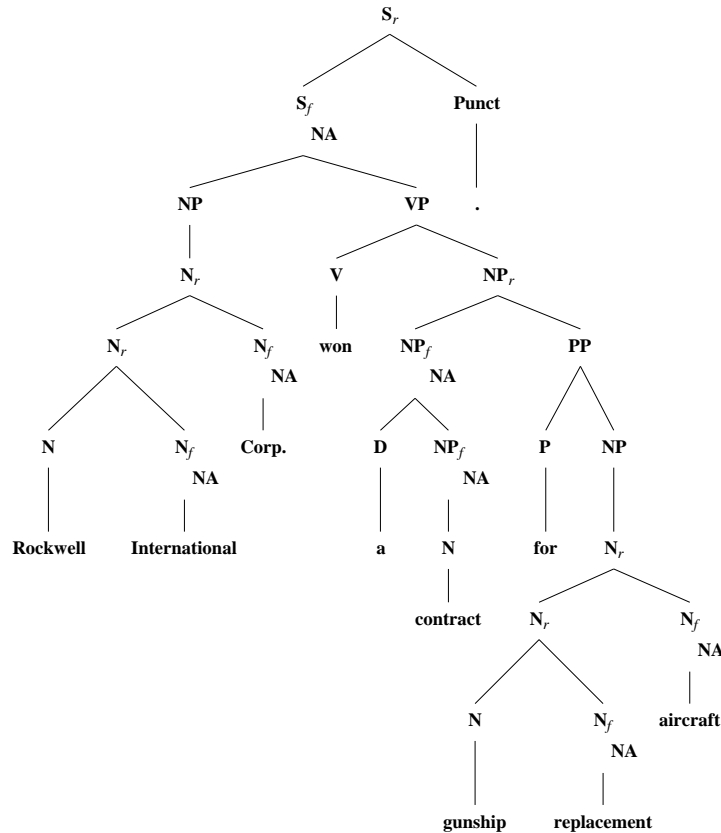 S_r
S_f Punct
NA
NP VP .
N_r V NP_r
N_r N_f won NP_f PP
NA NA
N N_f Corp. D NP_f P NP
NA NA
Rockwell International a N for N_r
contract N_r N_f
NA
N N_f aircraft
NA
gunship replacement